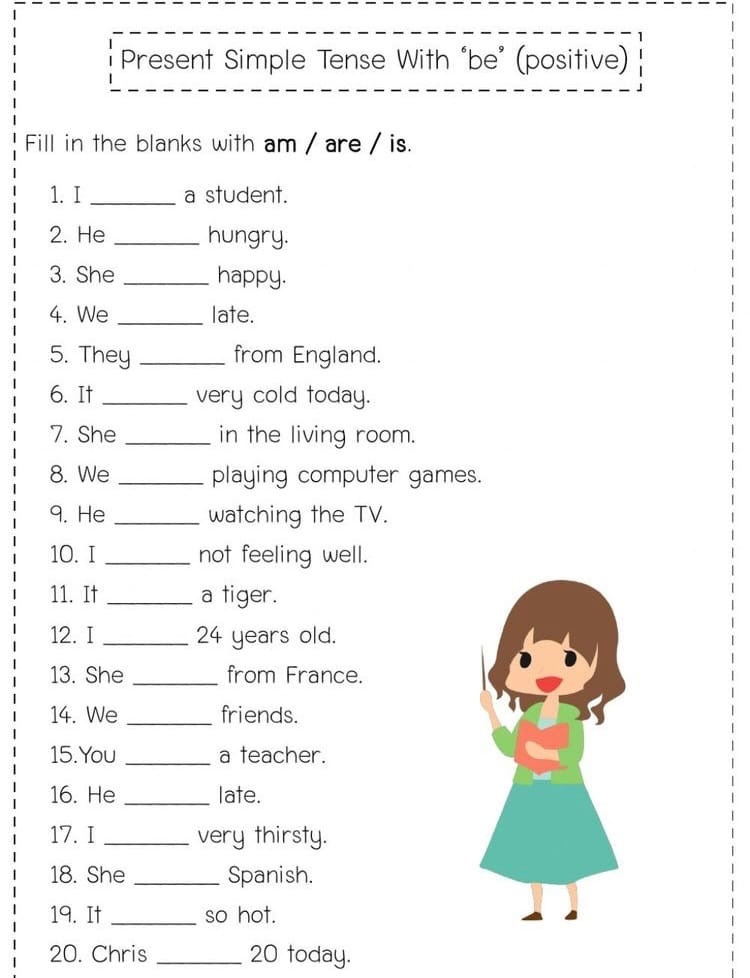 Present Simple Tense With ‘be’ (positive)
Fill in the blanks with am / are / is.
1. I _______ a student.
2. He _______ hungry.
3. She _______ happy.
4. We _______ late.
5. They _______ from England.
6. It _______ very cold today.
7. She _______ in the living room.
8. We _______ playing computer games.
9. He _______ watching the TV.
10. I _______ not feeling well.
11. It _______ a tiger.
12. I _______ 24 years old.
13. She _______ from France.
14. We _______ friends.
15.You _______ a teacher.
16. He _______ late.
17. I _______ very thirsty.
18. She _______ Spanish.
19. It _______ so hot.
20. Chris _______ 20 today.